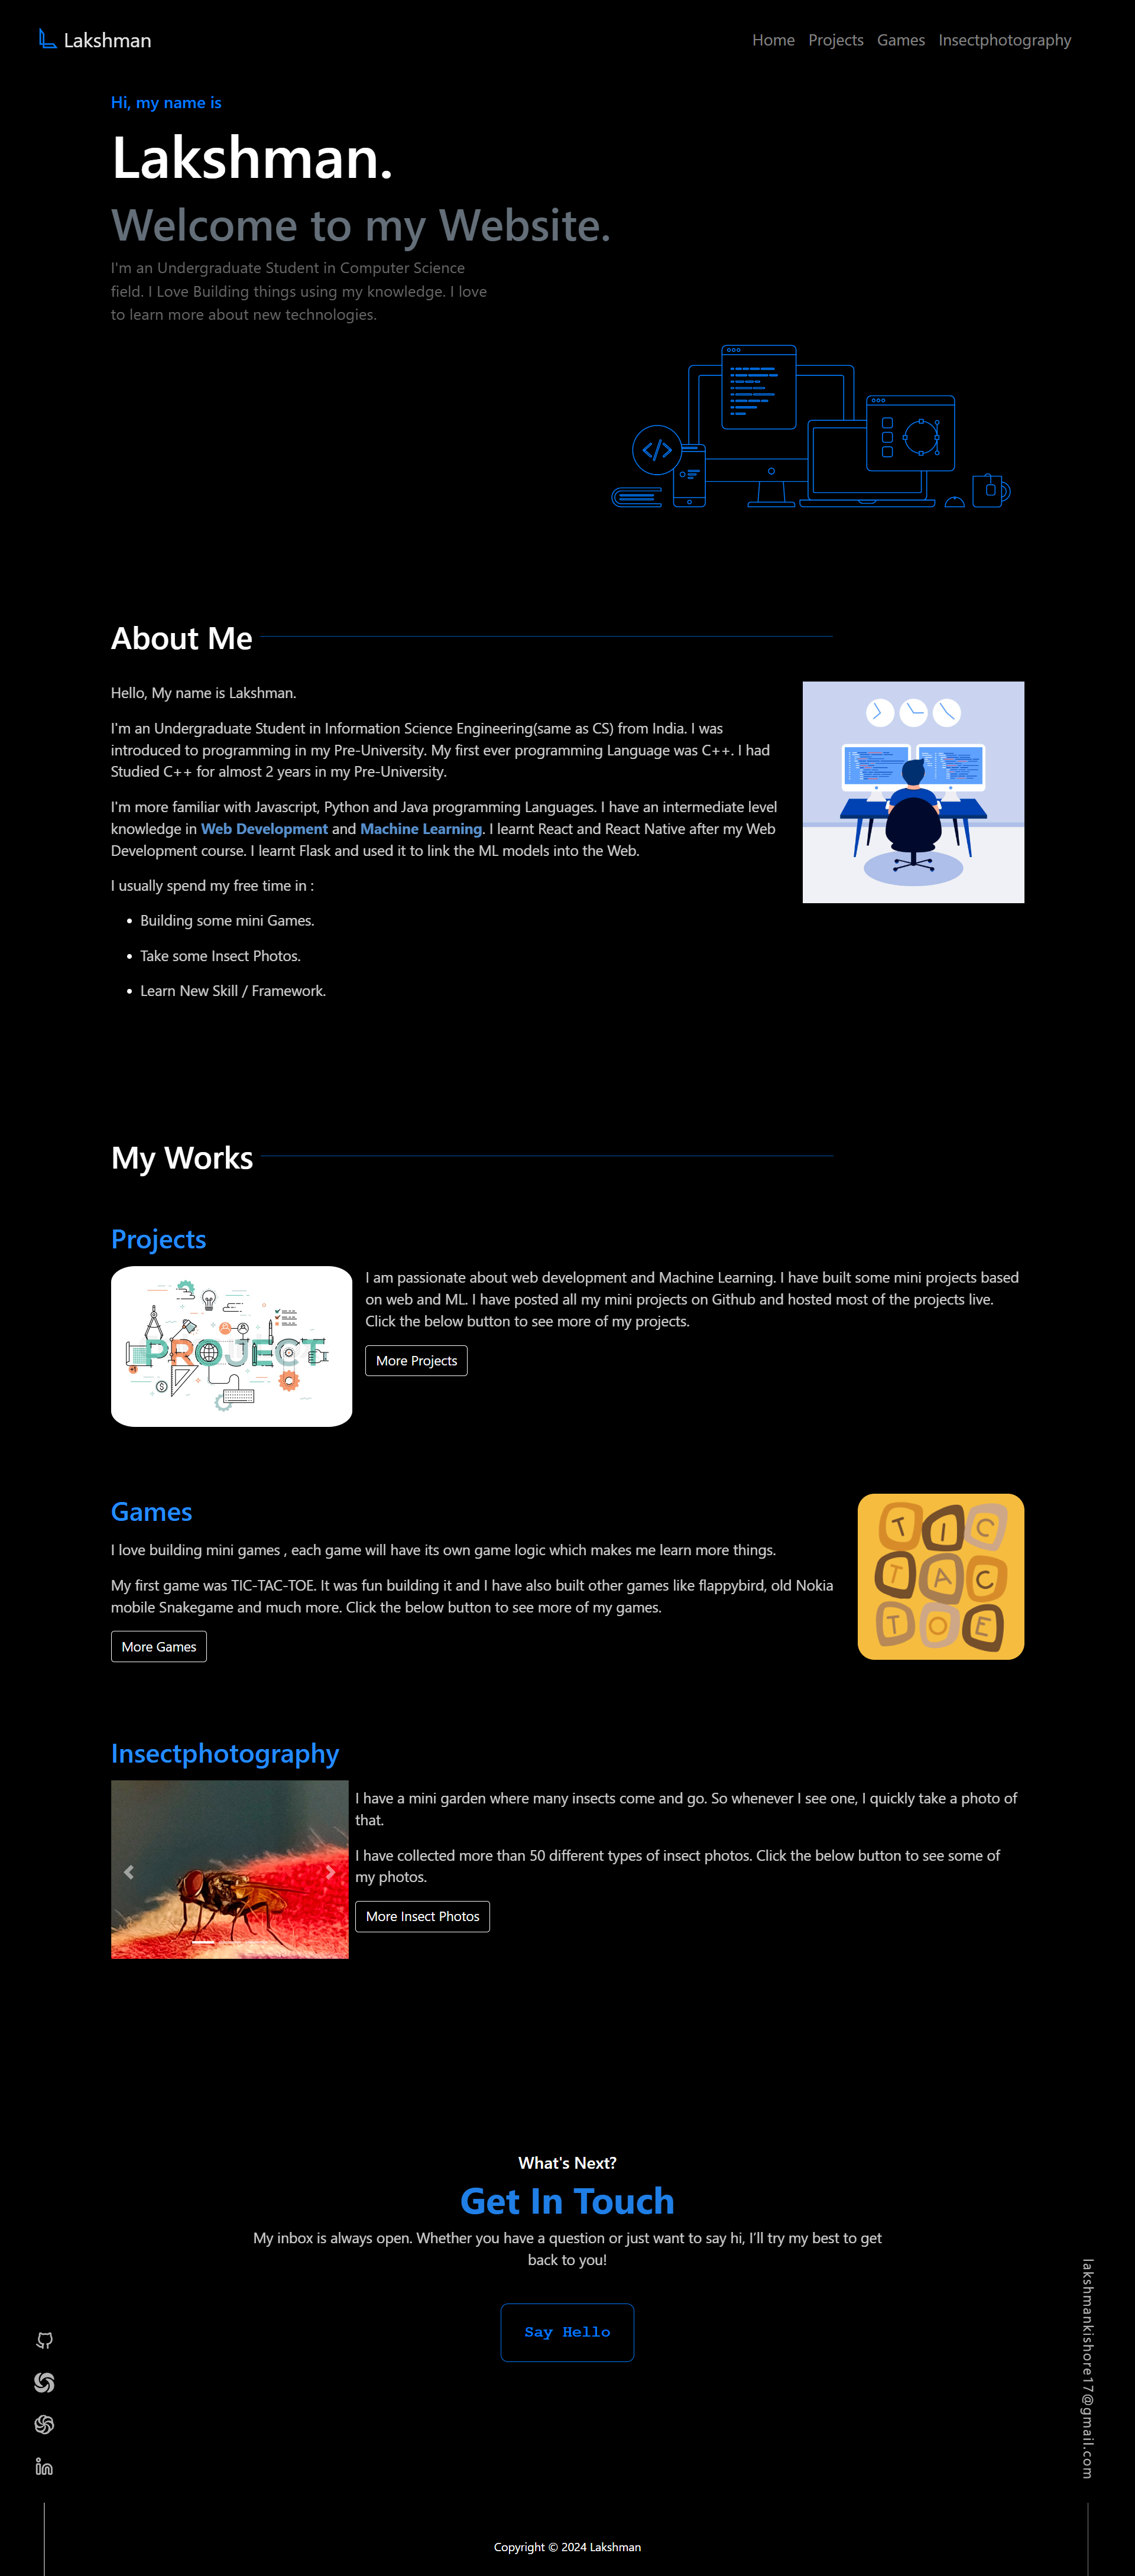 Lakshman
Home Projects Games Insectphotography
Hi, my name is
Lakshman.
Welcome to my Website.
I'm an Undergraduate Student in Computer Science
field. I Love Building things using my knowledge. I love
to learn more about new technologies.
</>
About Me
Hello, My name is Lakshman.
I'm an Undergraduate Student in Information Science Engineering(same as CS) from India. I was
introduced to programming in my Pre-University. My first ever programming Language was C++. I had
Studied C++ for almost 2 years in my Pre-University.
I'm more familiar with Javascript, Python and Java programming Languages. I have an intermediate level
knowledge in Web Development and Machine Learning. I learnt React and React Native after my Web
Development course. I learnt Flask and used it to link the ML models into the Web.
I usually spend my free time in :
• Building some mini Games.
• Take some Insect Photos.
• Learn New Skill / Framework.
My Works
Projects
PROJECT
I am passionate about web development and Machine Learning. I have built some mini projects based
on web and ML. I have posted all my mini projects on Github and hosted most of the projects live.
Click the below button to see more of my projects.
More Projects
Games
I love building mini games , each game will have its own game logic which makes me learn more things.
My first game was TIC-TAC-TOE. It was fun building it and I have also built other games like flappybird, old Nokia
mobile Snakegame and much more. Click the below button to see more of my games.
More Games
TIC
TAC
TOE
Insectphotography
I have a mini garden where many insects come and go. So whenever I see one, I quickly take a photo of
that.
I have collected more than 50 different types of insect photos. Click the below button to see some of
my photos.
More Insect Photos
What's Next?
Get In Touch
My inbox is always open. Whether you have a question or just want to say hi, I'll try my best to get
back to you!
Say Hello
lakshmankishore17@gmail.com
in
Copyright © 2024 Lakshman